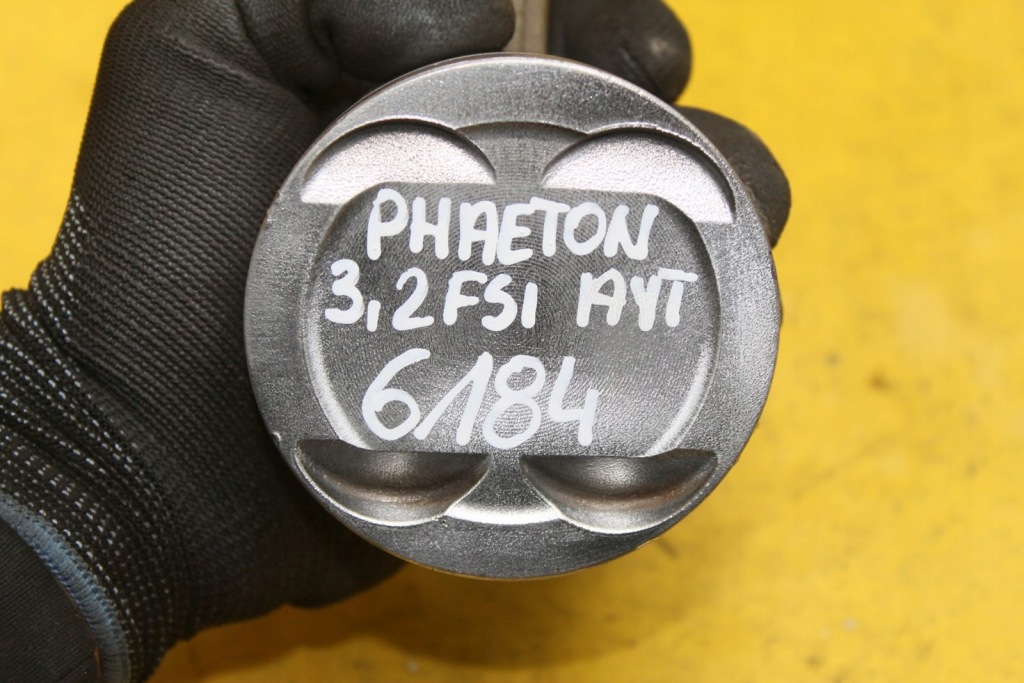 PHAETON
3,2 FSI AYT
6/184